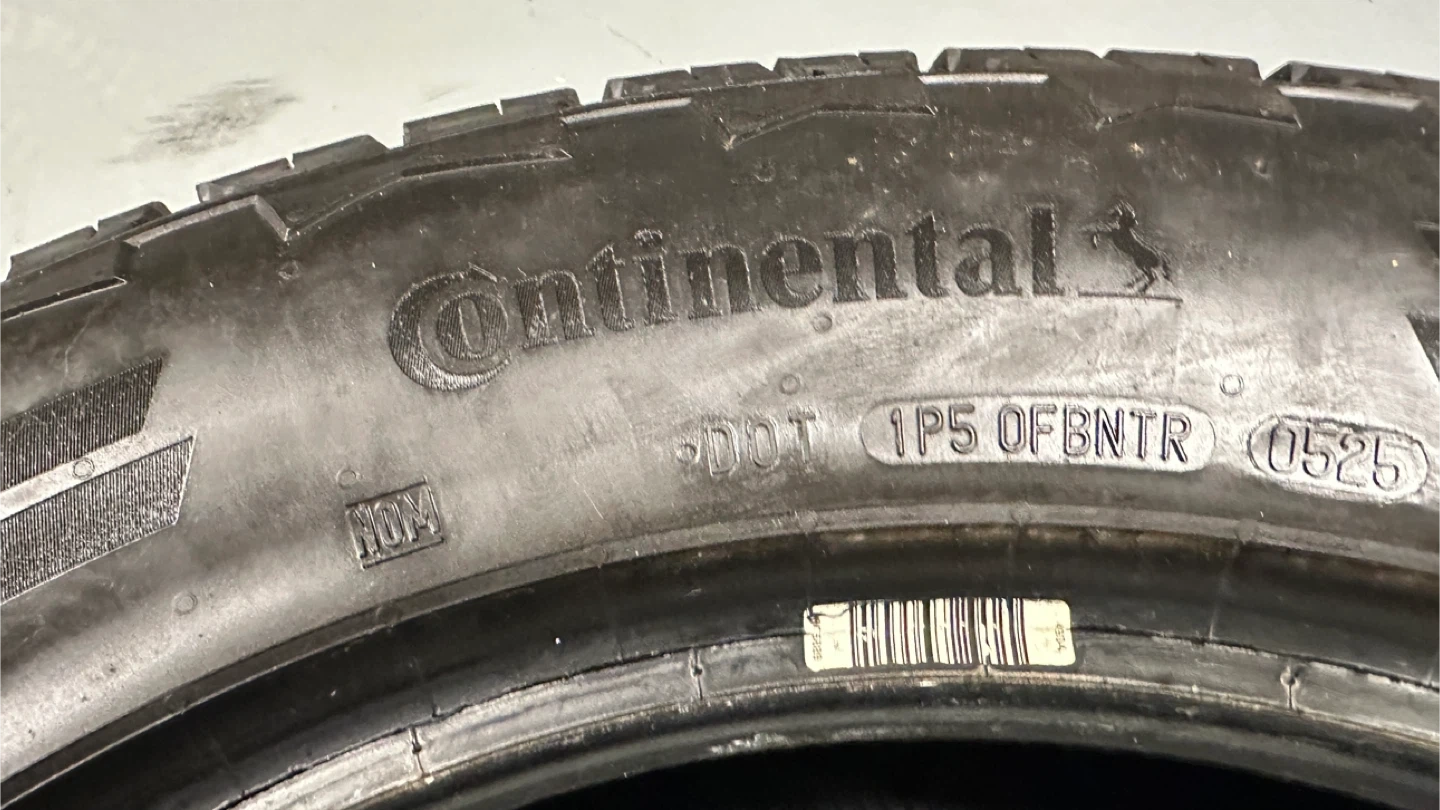 Continental
DOT 1P5 0FBNTR 0525
NOM